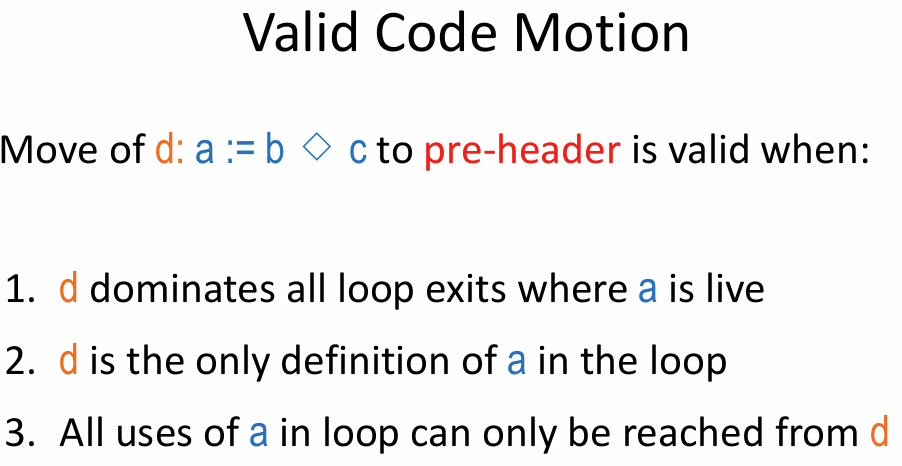 Valid Code Motion
Move of d: a := b ◇ c to pre-header is valid when:
1. d dominates all loop exits where a is live
2. d is the only definition of a in the loop
3. All uses of a in loop can only be reached from d